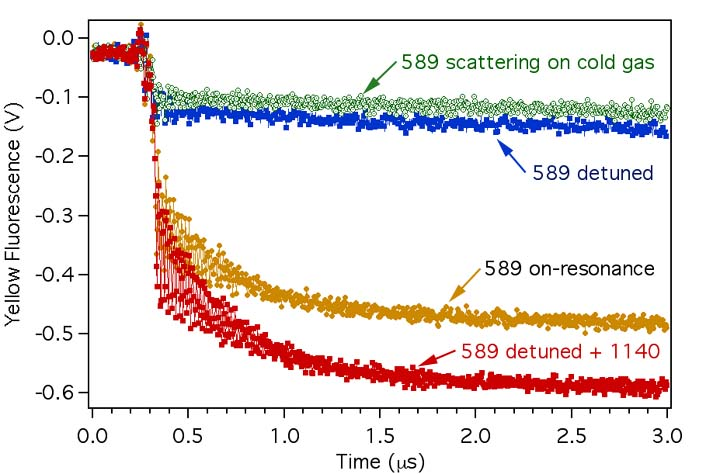 0.0
-0.1
-0.2
-0.3
-0.4
-0.5
-0.6
Yellow Fluorescence (V)
589 scattering on cold gas
589 detuned
589 on-resonance
589 detuned + 1140
0.0 0.5 1.0 1.5 2.0 2.5 3.0
Time (μs)